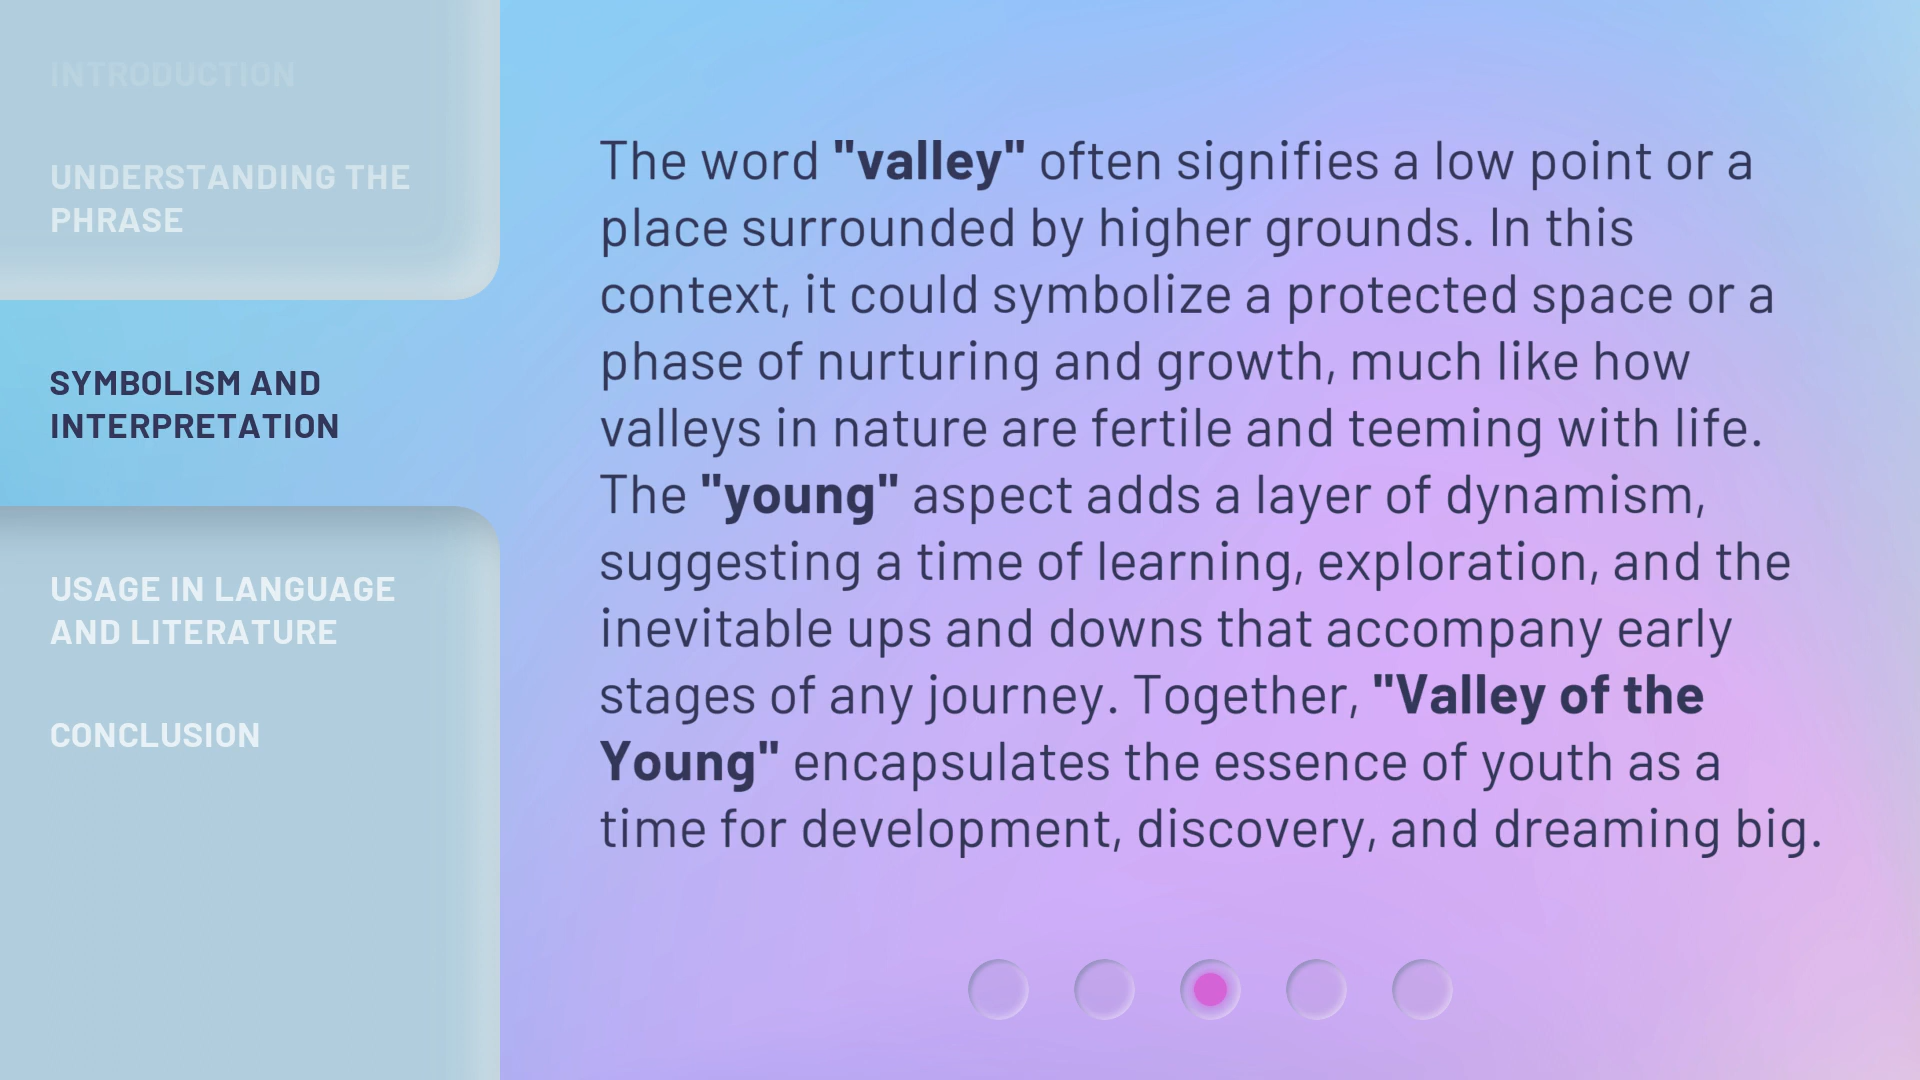 INTRODUCTION
UNDERSTANDING THE
PHRASE
SYMBOLISM AND
INTERPRETATION
USAGE IN LANGUAGE
AND LITERATURE
CONCLUSION
The word "valley" often signifies a low point or a
place surrounded by higher grounds. In this
context, it could symbolize a protected space or a
phase of nurturing and growth, much like how
valleys in nature are fertile and teeming with life.
The "young" aspect adds a layer of dynamism,
suggesting a time of learning, exploration, and the
inevitable ups and downs that accompany early
stages of any journey. Together, "Valley of the
Young" encapsulates the essence of youth as a
time for development, discovery, and dreaming big.